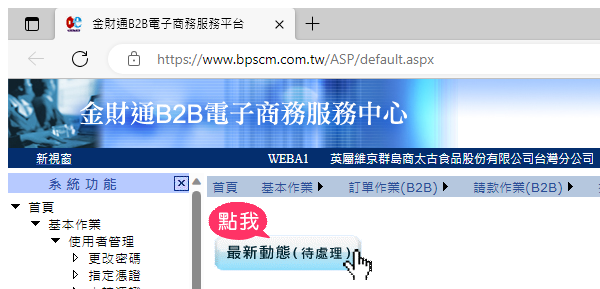 金財通B2B電子商務服務平台
https://www.bpscm.com.tw/ASP/default.aspx
金財通B2B電子商務服務中心
新視窗 WEBA1 英屬維京群島商太古食品股份有限公司台灣分公司
系統功能
首頁 基本作業 訂單作業(B2B) 請款作業(B2B)
首頁
基本作業
使用者管理
更改密碼
指定憑證
點我
最新動態(待處理)